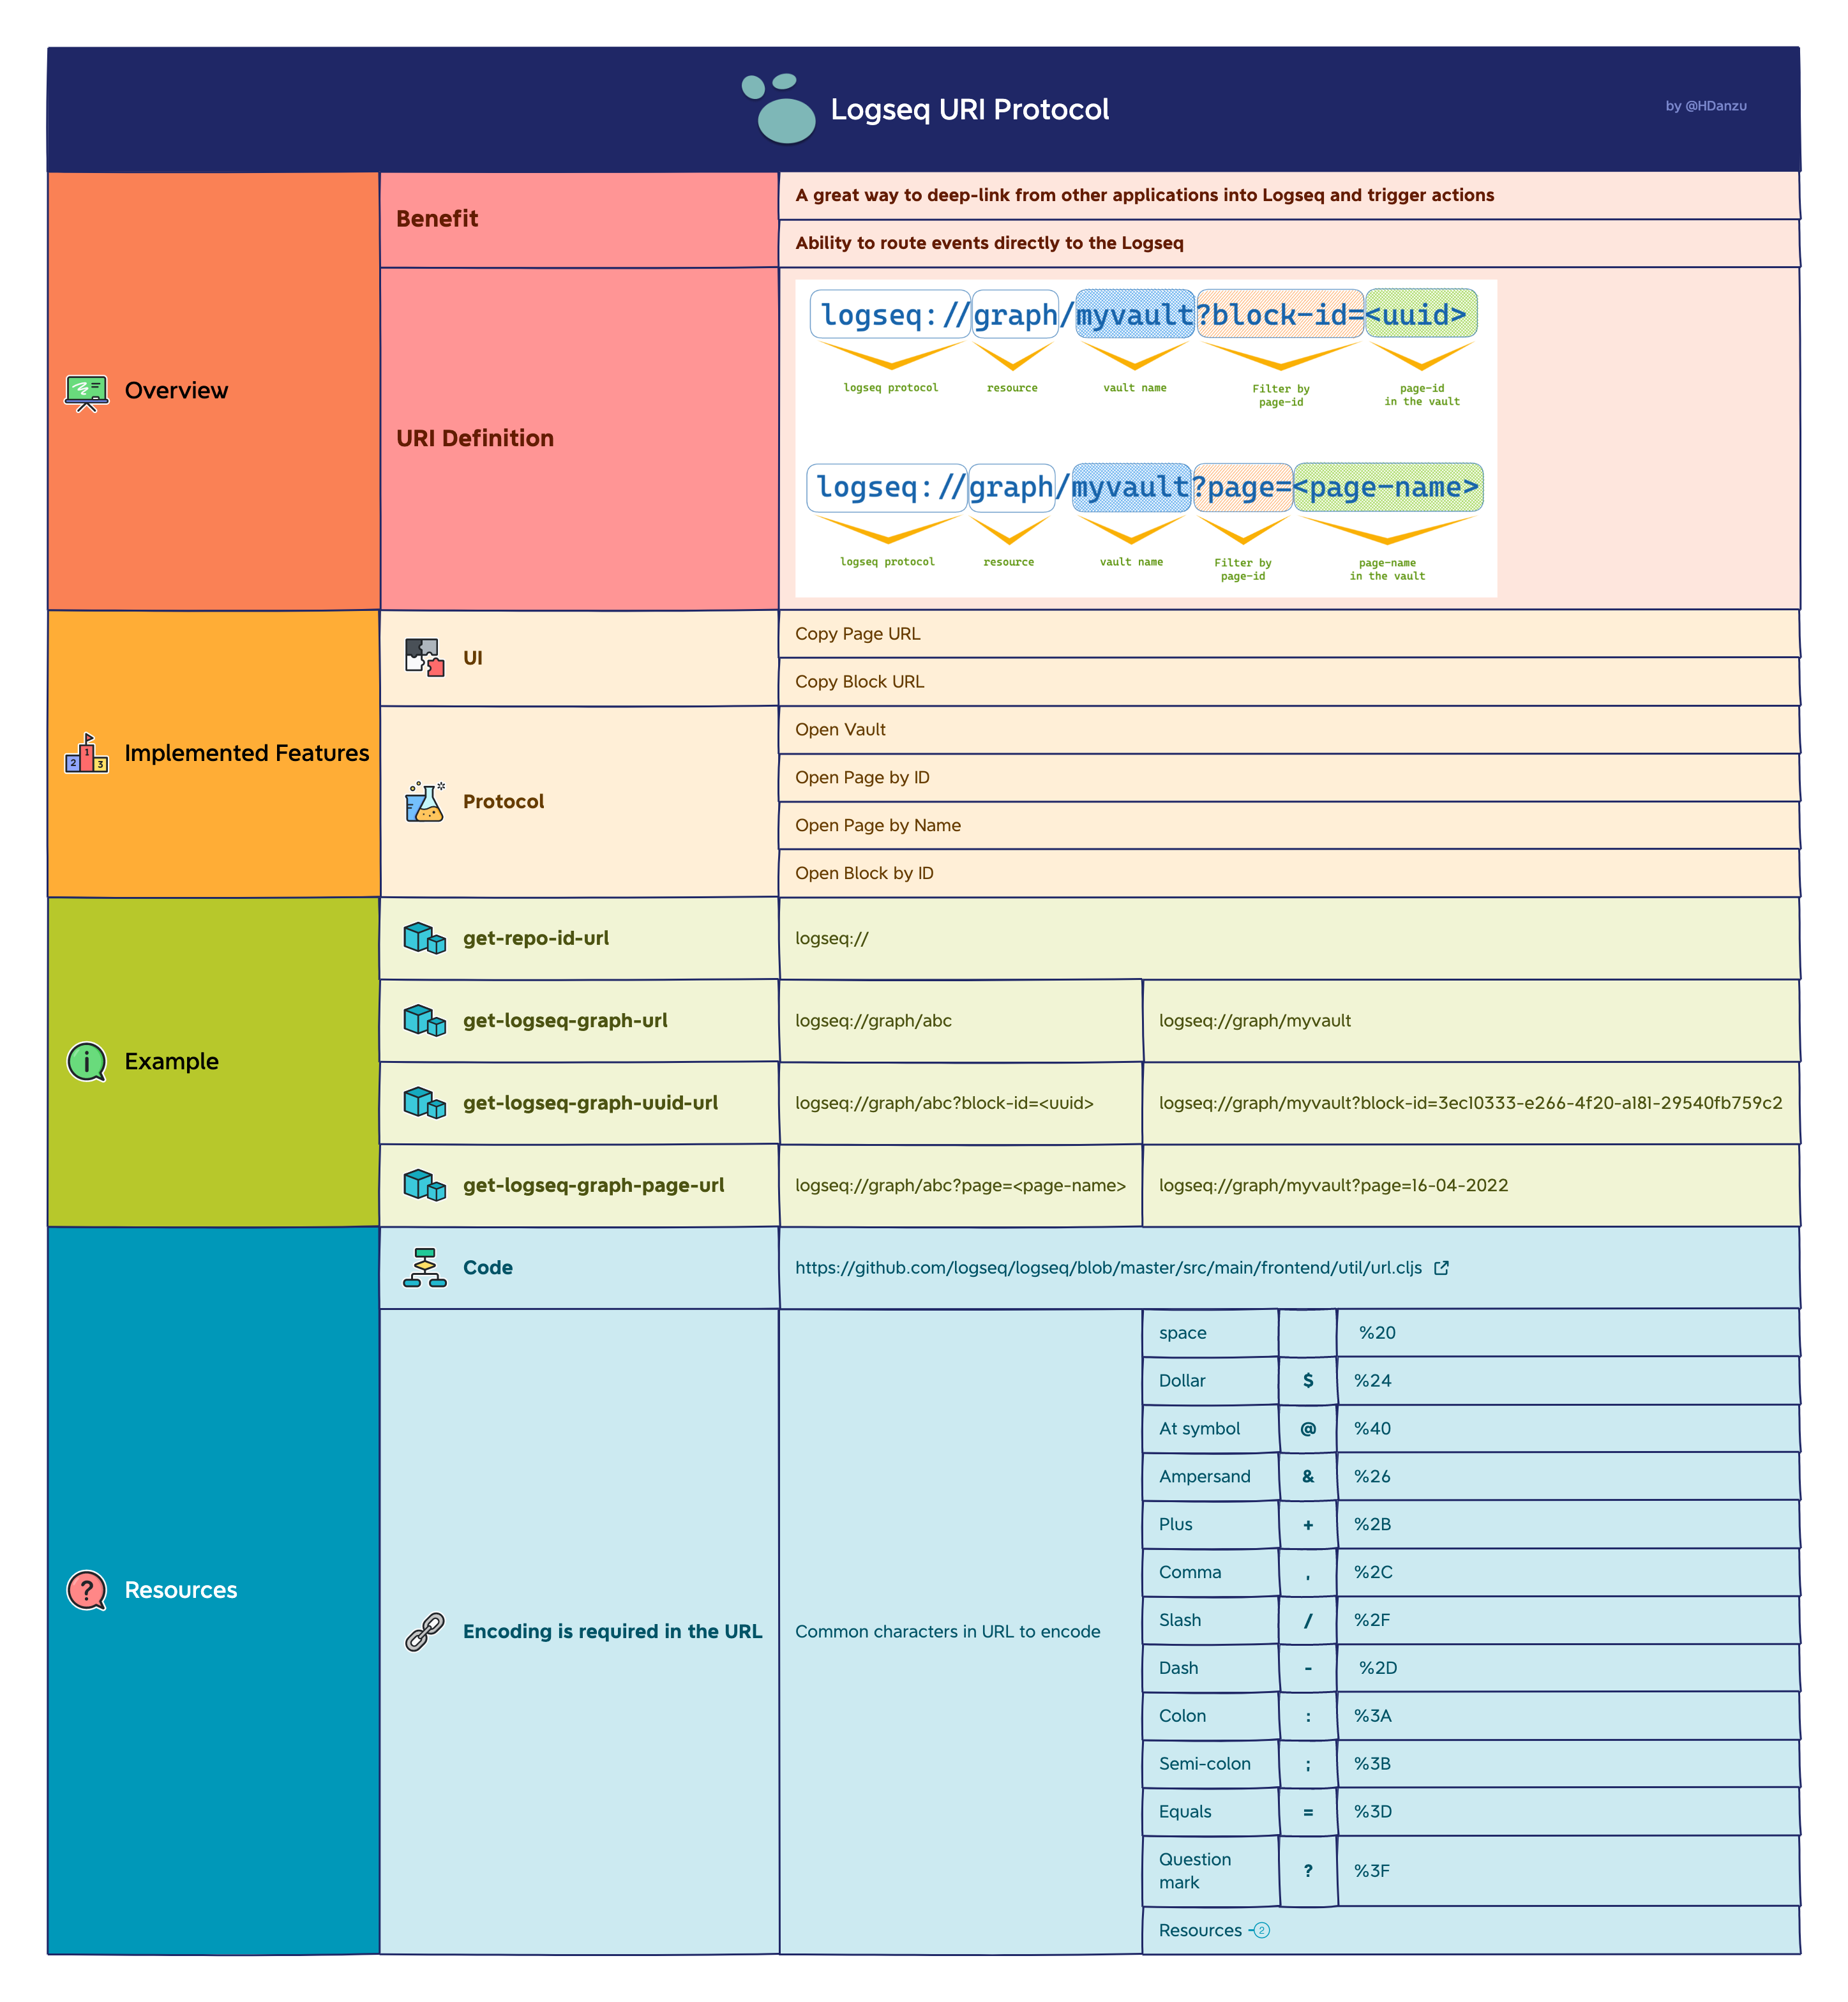 Logseq URI Protocol
by @HDanzu
Overview
Benefit
A great way to deep-link from other applications into Logseq and trigger actions
Ability to route events directly to the Logseq
URI Definition
logseq://graph/myvault?block-id=<uuid>
logseq protocol
resource
vault name
Filter by
page-id
page-id
in the vault
logseq://graph/myvault?page=<page-name>
logseq protocol
resource
vault name
Filter by
page-id
page-name
in the vault
1
2
3
Implemented Features
UI
Copy Page URL
Copy Block URL
Protocol
Open Vault
Open Page by ID
Open Page by Name
Open Block by ID
i
Example
get-repo-id-url
logseq://
get-logseq-graph-url
logseq://graph/abc
logseq://graph/myvault
get-logseq-graph-uuid-url
logseq://graph/abc?block-id=<uuid>
logseq://graph/myvault?block-id=3ec10333-e266-4f20-a181-29540fb759c2
get-logseq-graph-page-url
logseq://graph/abc?page=<page-name>
logseq://graph/myvault?page=16-04-2022
?
Resources
Code
https://github.com/logseq/logseq/blob/master/src/main/frontend/util/url.cljs
Encoding is required in the URL
Common characters in URL to encode
space %20
Dollar $ %24
At symbol @ %40
Ampersand & %26
Plus + %2B
Comma , %2C
Slash / %2F
Dash - %2D
Colon : %3A
Semi-colon ; %3B
Equals = %3D
Question
mark ? %3F
Resources 2